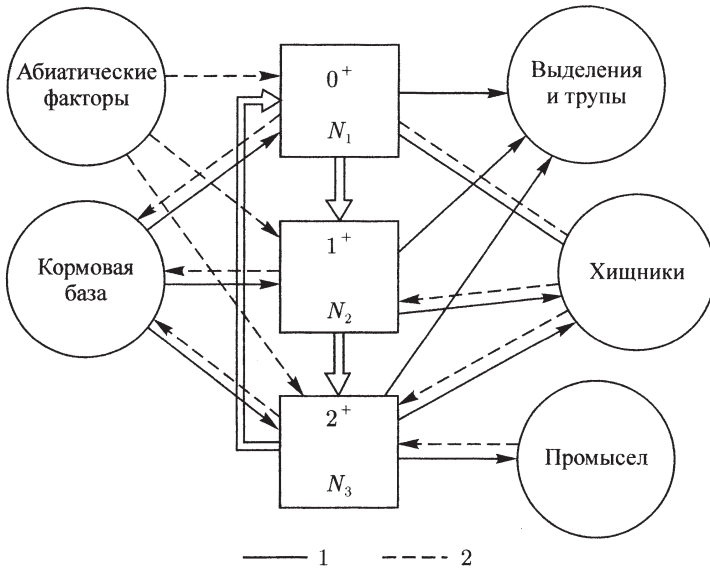 Абиатические
факторы
0⁺
N₁
Выделения
и трупы
Кормовая
база
1⁺
N₂
Хищники
2⁺
N₃
Промысел
1
2